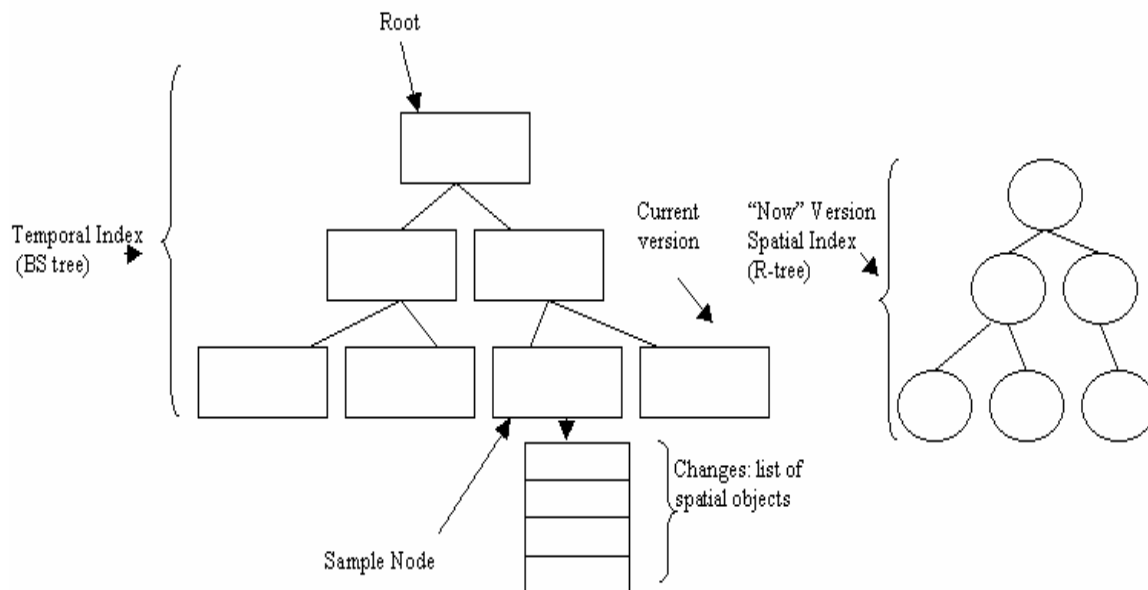 Root
Temporal Index
(BS tree)
Current
version
“Now” Version
Spatial Index
(R-tree)
Changes: list of
spatial objects
Sample Node